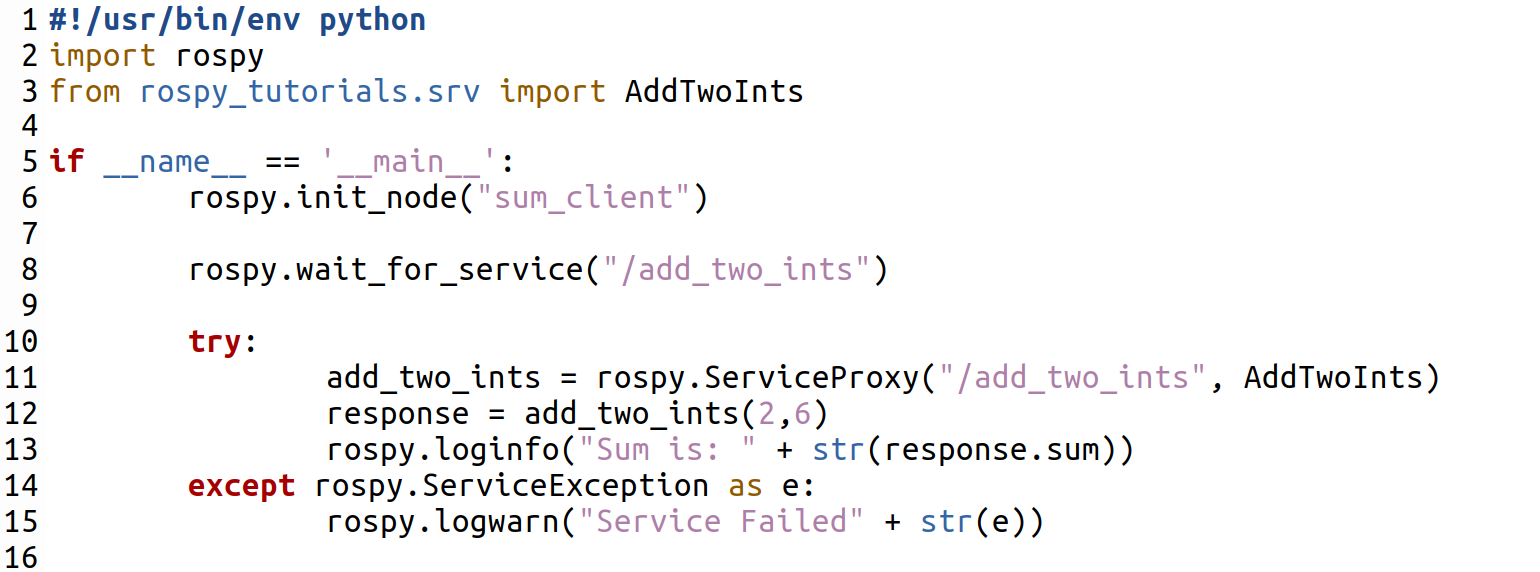 1 #!/usr/bin/env python
2 import rospy
3 from rospy_tutorials.srv import AddTwoInts
4
5 if __name__ == '__main__':
6         rospy.init_node("sum_client")
7
8         rospy.wait_for_service("/add_two_ints")
9
10         try:
11                 add_two_ints = rospy.ServiceProxy("/add_two_ints", AddTwoInts)
12                 response = add_two_ints(2,6)
13                 rospy.loginfo("Sum is: " + str(response.sum))
14         except rospy.ServiceException as e:
15                 rospy.logwarn("Service Failed" + str(e))
16